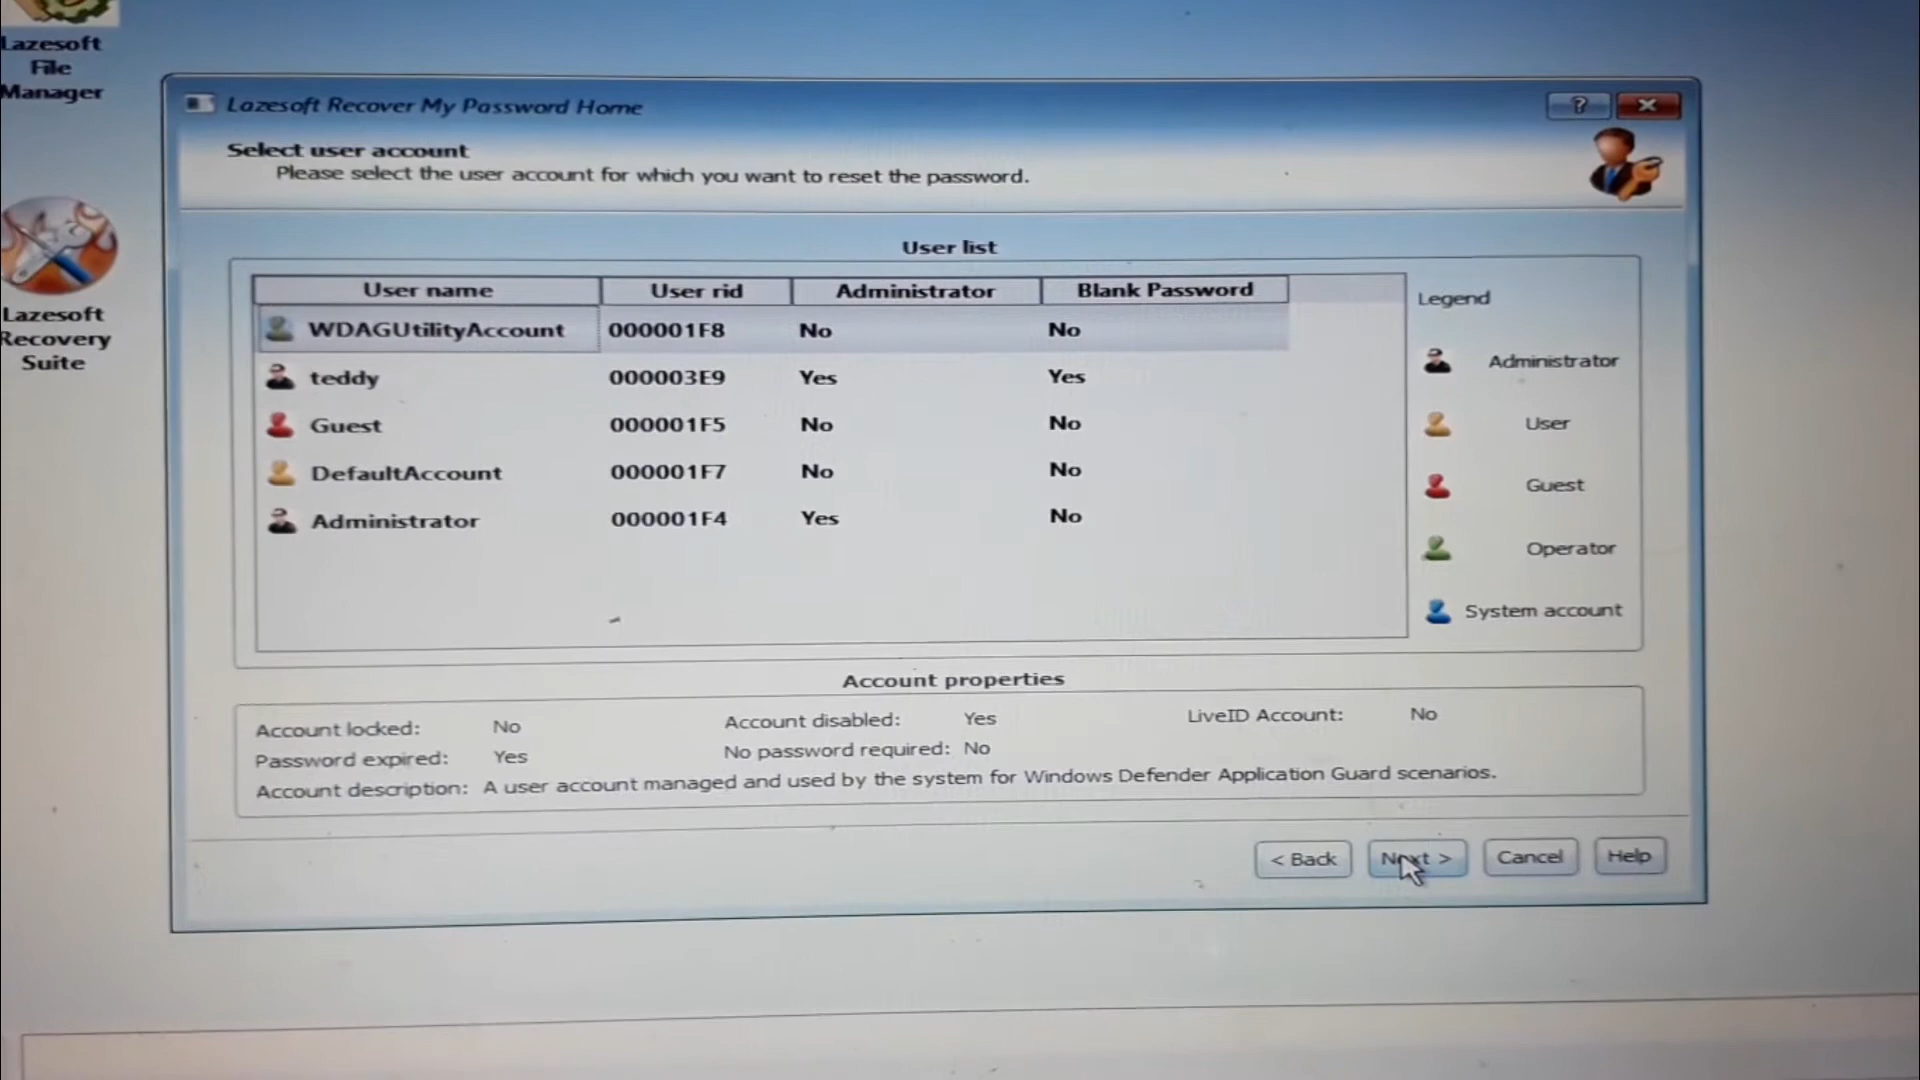 Lazesoft
File
Manager
Lazesoft
Recovery
Suite
Lazesoft Recover My Password Home
?
Select user account
Please select the user account for which you want to reset the password.
User list
User name User rid Administrator Blank Password
WDAGUtilityAccount 000001F8 No No
teddy 000003E9 Yes Yes
Guest 000001F5 No No
DefaultAccount 000001F7 No No
Administrator 000001F4 Yes No
Legend
Administrator
User
Guest
Operator
System account
Account properties
Account locked: No Account disabled: Yes LiveID Account: No
Password expired: Yes No password required: No
Account description: A user account managed and used by the system for Windows Defender Application Guard scenarios.
< Back Next > Cancel Help